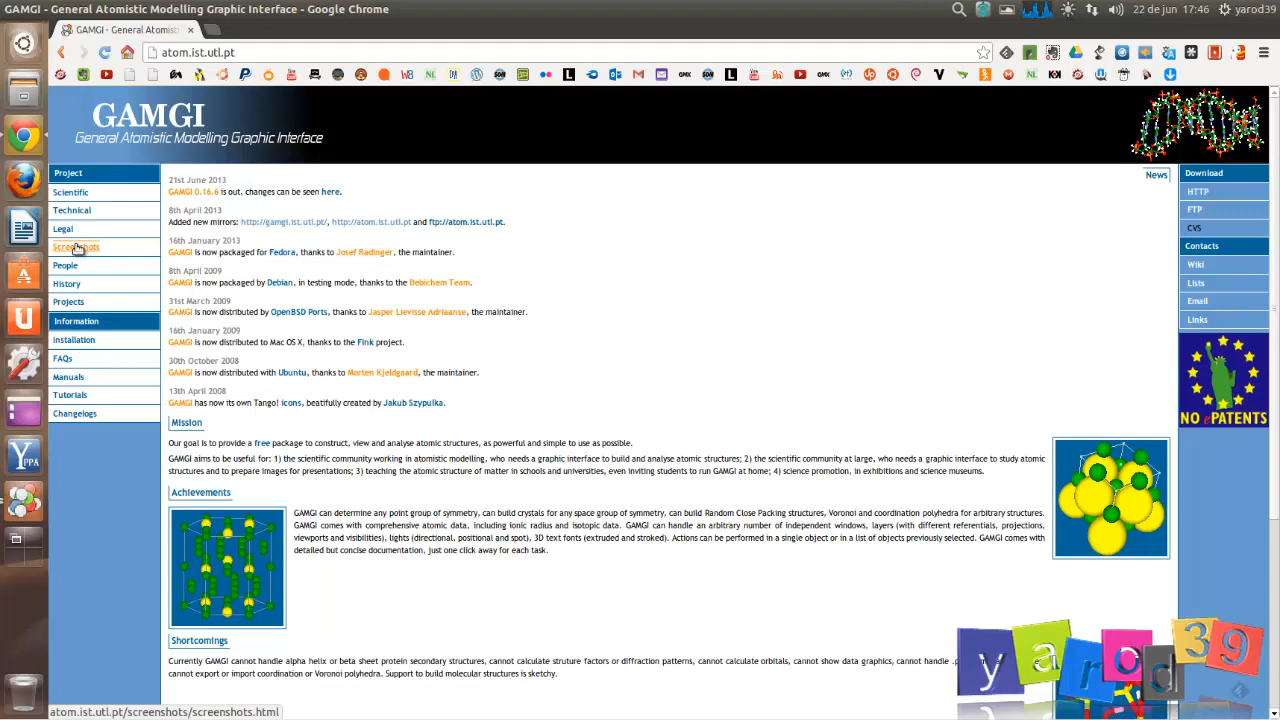 GAMGI - General Atomistic Modelling Graphic Interface - Google Chrome
22 de jun 17:46 yarod39
GAMGI - General Atomist
atom.ist.utl.pt
GAMGI
General Atomistic Modelling Graphic Interface
Project
Scientific
Technical
Legal
Screenshots
People
History
Projects
Information
Installation
FAQs
Manuals
Tutorials
Changelogs
News
21st June 2013
GAMGI 0.16.6 is out, changes can be seen here.
8th April 2013
Added new mirrors: http://gamgi.ist.utl.pt/, http://atom.ist.utl.pt and ftp://atom.ist.utl.pt.
16th January 2013
GAMGI is now packaged for Fedora, thanks to Josef Radinger, the maintainer.
8th April 2009
GAMGI is now packaged by Debian, in testing mode, thanks to the Debichem Team.
31st March 2009
GAMGI is now distributed by OpenBSD Ports, thanks to Jasper Lievisse Adriaanse, the maintainer.
16th January 2009
GAMGI is now distributed to Mac OS X, thanks to the Fink project.
30th October 2008
GAMGI is now distributed with Ubuntu, thanks to Morten Kjeldgaard, the maintainer.
13th April 2008
GAMGI has now its own Tango! icons, beatifully created by Jakub Szypulka.
Mission
Our goal is to provide a free package to construct, view and analyse atomic structures, as powerful and simple to use as possible.
GAMGI aims to be useful for: 1) the scientific community working in atomistic modelling, who needs a graphic interface to build and analyse atomic structures; 2) the scientific community at large, who needs a graphic interface to study atomic
structures and to prepare images for presentations; 3) teaching the atomic structure of matter in schools and universities, even inviting students to run GAMGI at home; 4) science promotion, in exhibitions and science museums.
Achievements
GAMGI can determine any point group of symmetry, can build crystals for any space group of symmetry, can build Random Close Packing structures, Voronoi and coordination polyhedra for arbitrary structures.
GAMGI comes with comprehensive atomic data, including ionic radius and isotopic data. GAMGI can handle an arbitrary number of independent windows, layers (with different referentials, projections,
viewports and visibilities), lights (directional, positional and spot), 3D text fonts (extruded and stroked). Actions can be performed in a single object or in a list of objects previously selected. GAMGI comes with
detailed but concise documentation, just one click away for each task.
Shortcomings
Currently GAMGI cannot handle alpha helix or beta sheet protein secondary structures, cannot calculate struture factors or diffraction patterns, cannot calculate orbitals, cannot show data graphics, cannot handle
cannot export or import coordination or Voronoi polyhedra. Support to build molecular structures is sketchy.
Download
HTTP
FTP
CVS
Contacts
Wiki
Lists
Email
Links
NO ePATENTS
yarod39
atom.ist.utl.pt/screenshots/screenshots.html